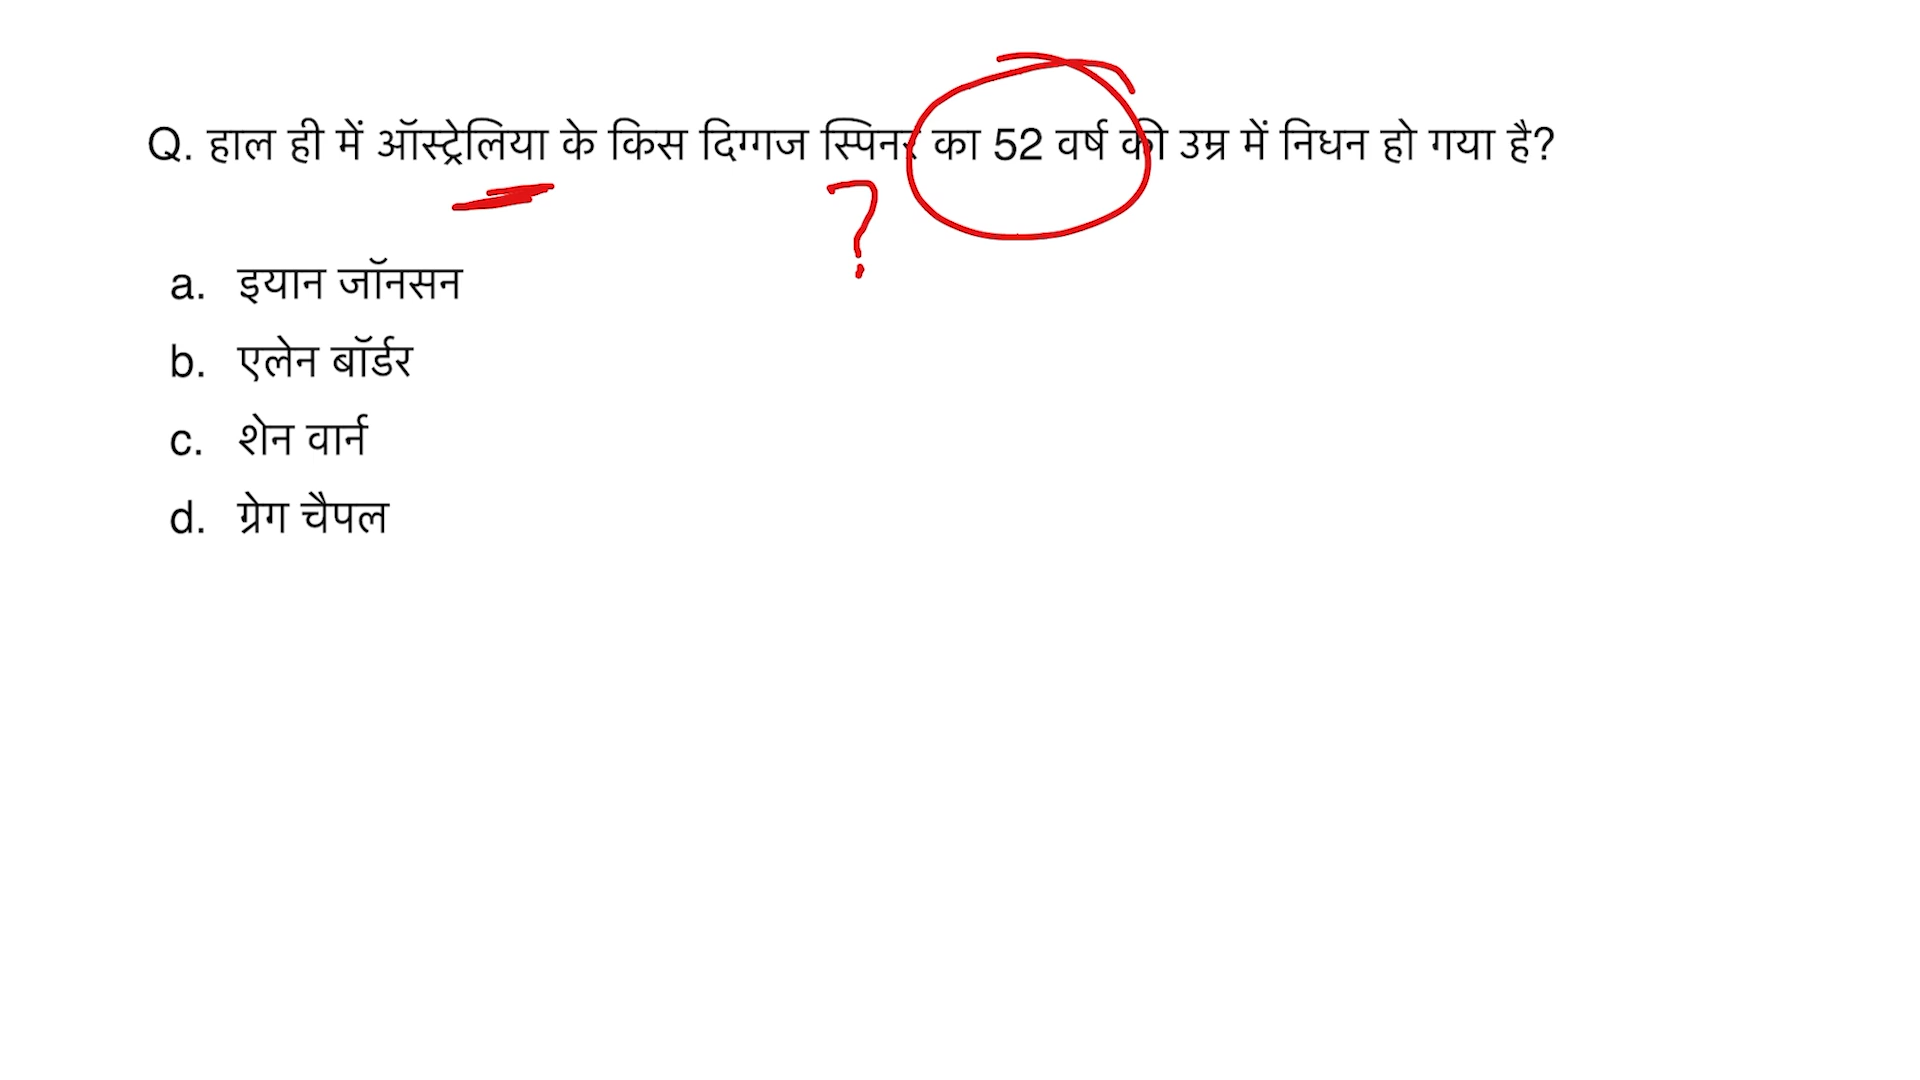 Q. हाल ही में ऑस्ट्रेलिया के किस दिग्गज स्पिनर का 52 वर्ष की उम्र में निधन हो गया है?
?
a. इयान जॉनसन
b. एलेन बॉर्डर
c. शेन वार्न
d. ग्रेग चैपल